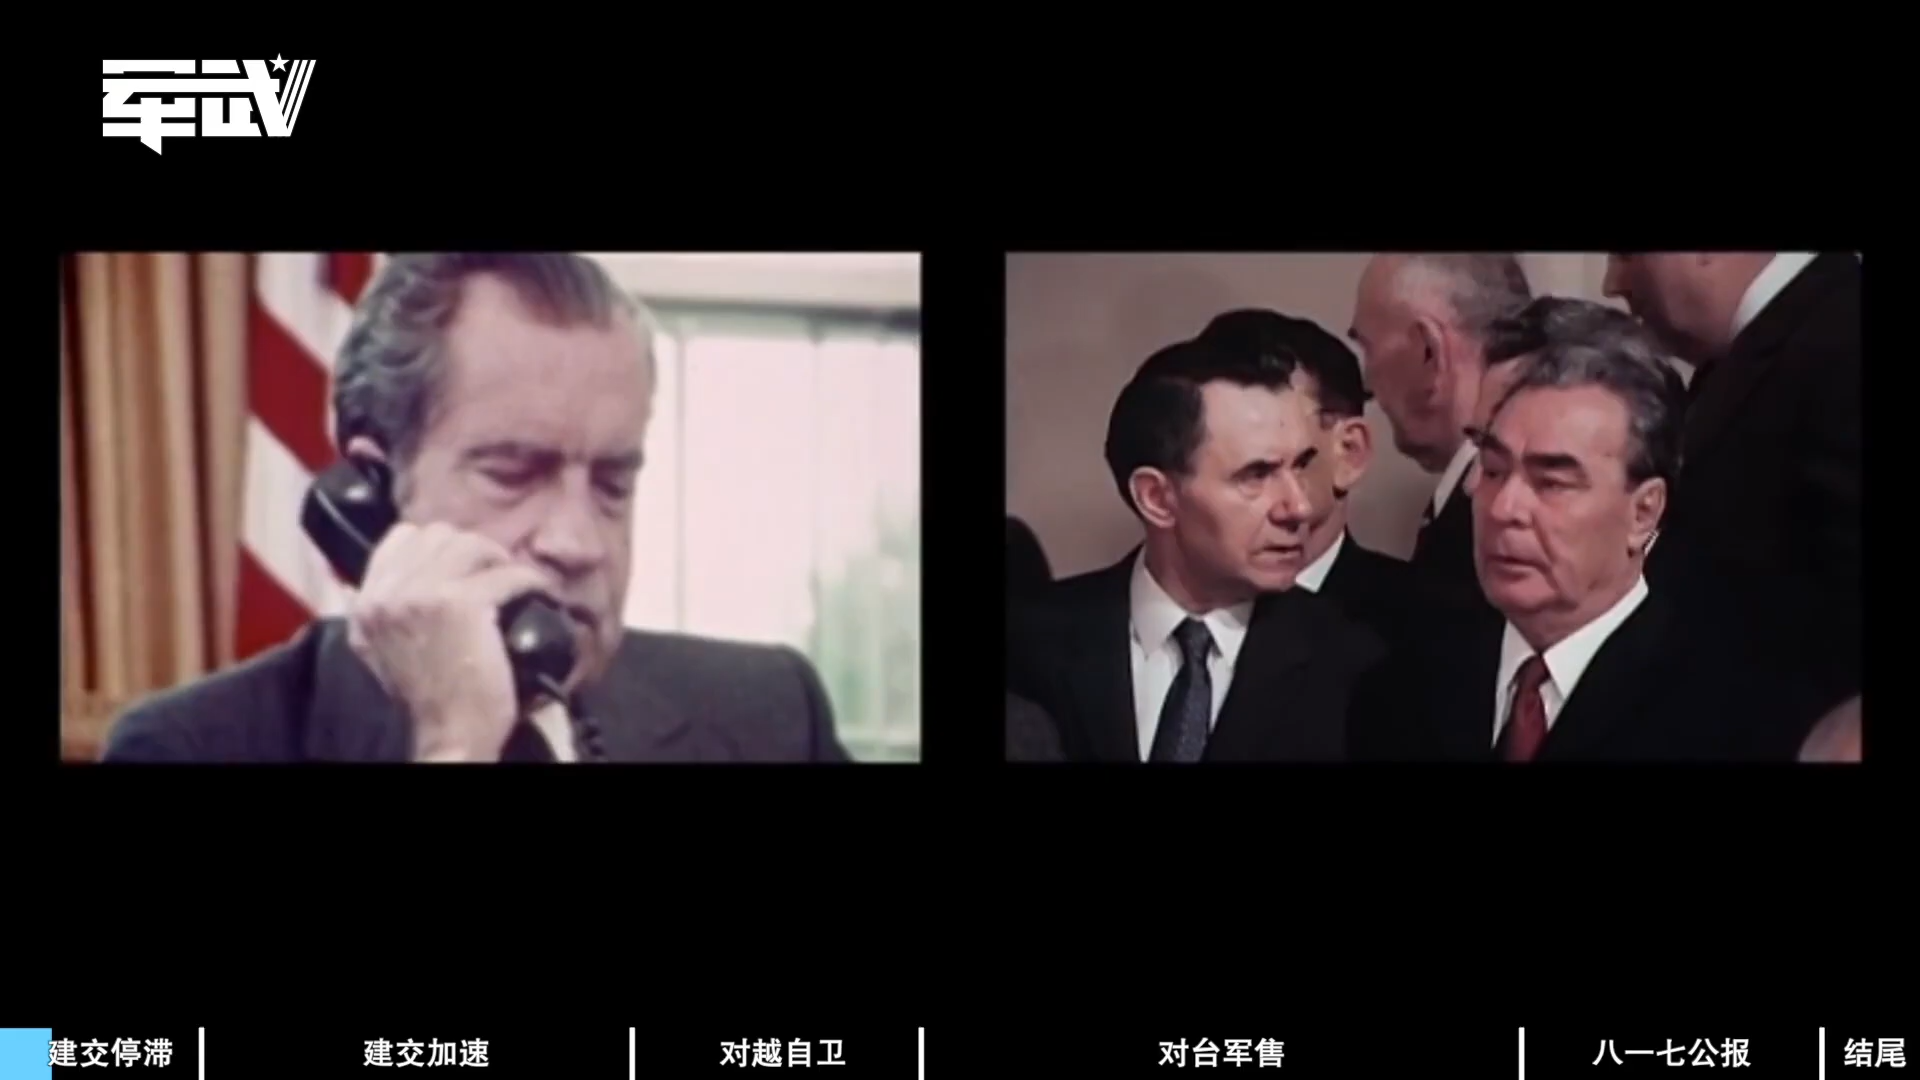 军武
建交停滞
建交加速
对越自卫
对台军售
八一七公报
结尾